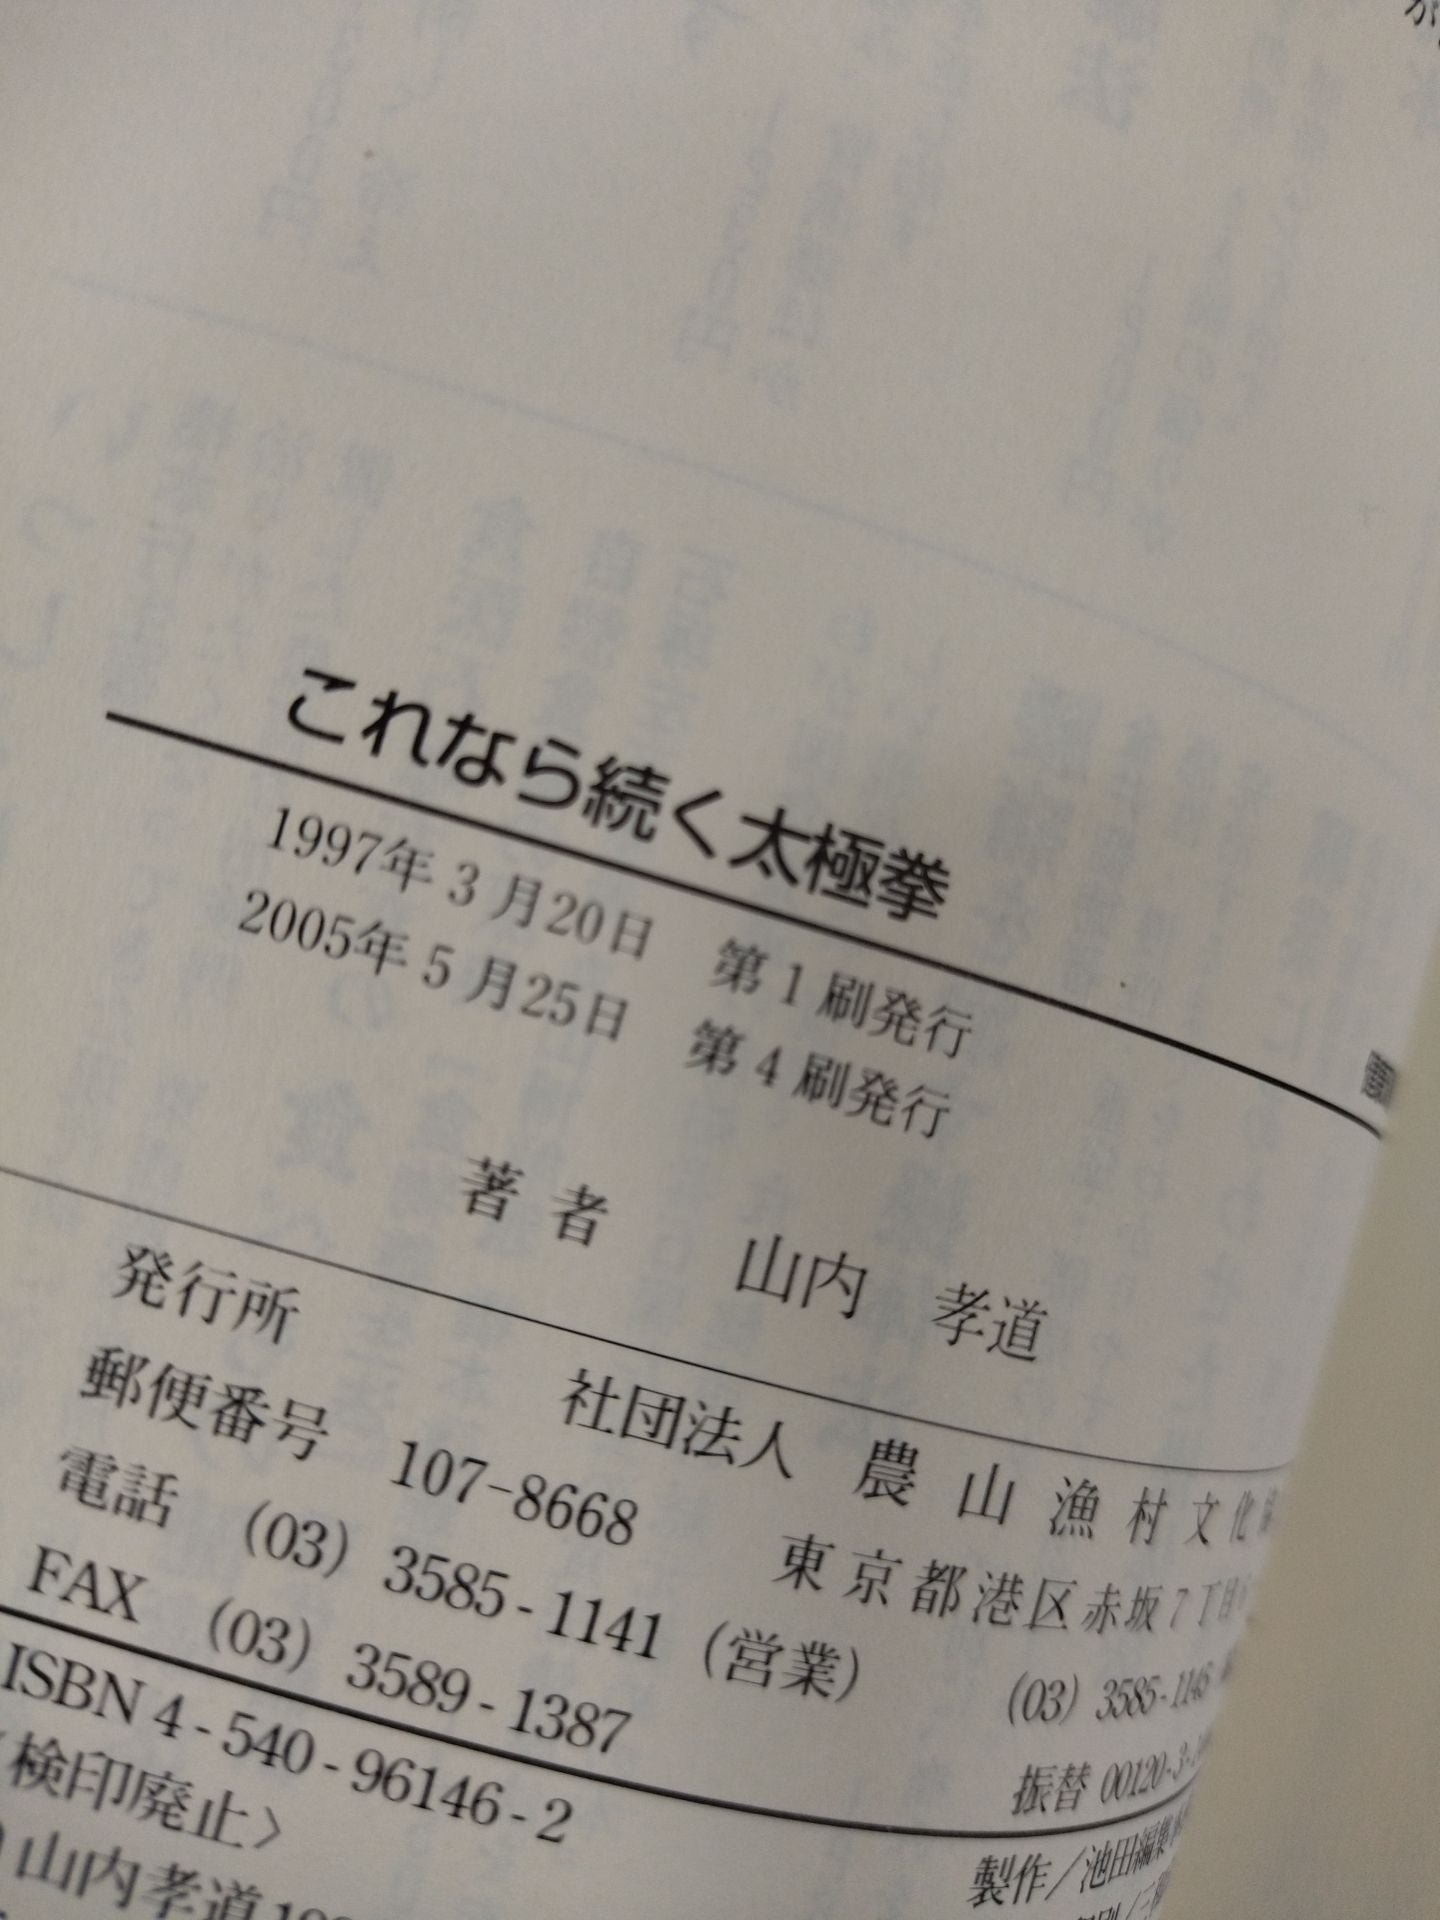 これなら続く太極拳
1997年3月20日　第1刷発行
2005年5月25日　第4刷発行
著者　山内　孝道
発行所　社団法人　農山漁村文化
郵便番号　107-8668　東京都港区赤坂7丁目
電話　(03) 3585-1141 (営業)　(03) 3585-1145
FAX　(03) 3589-1387　振替 00120-3-
ISBN 4-540-96146-2　製作／池田編集
〈検印廃止〉
山内孝道